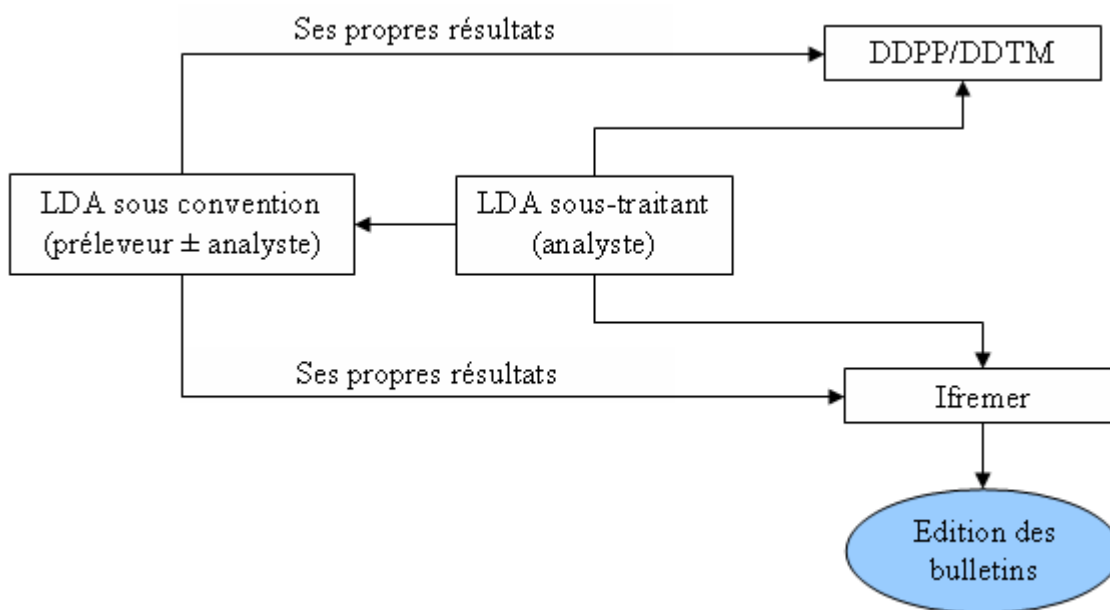 Ses propres résultats
DDPP/DDTM
LDA sous convention
(préleveur ± analyste)
LDA sous-traitant
(analyste)
Ses propres résultats
Ifremer
Edition des
bulletins